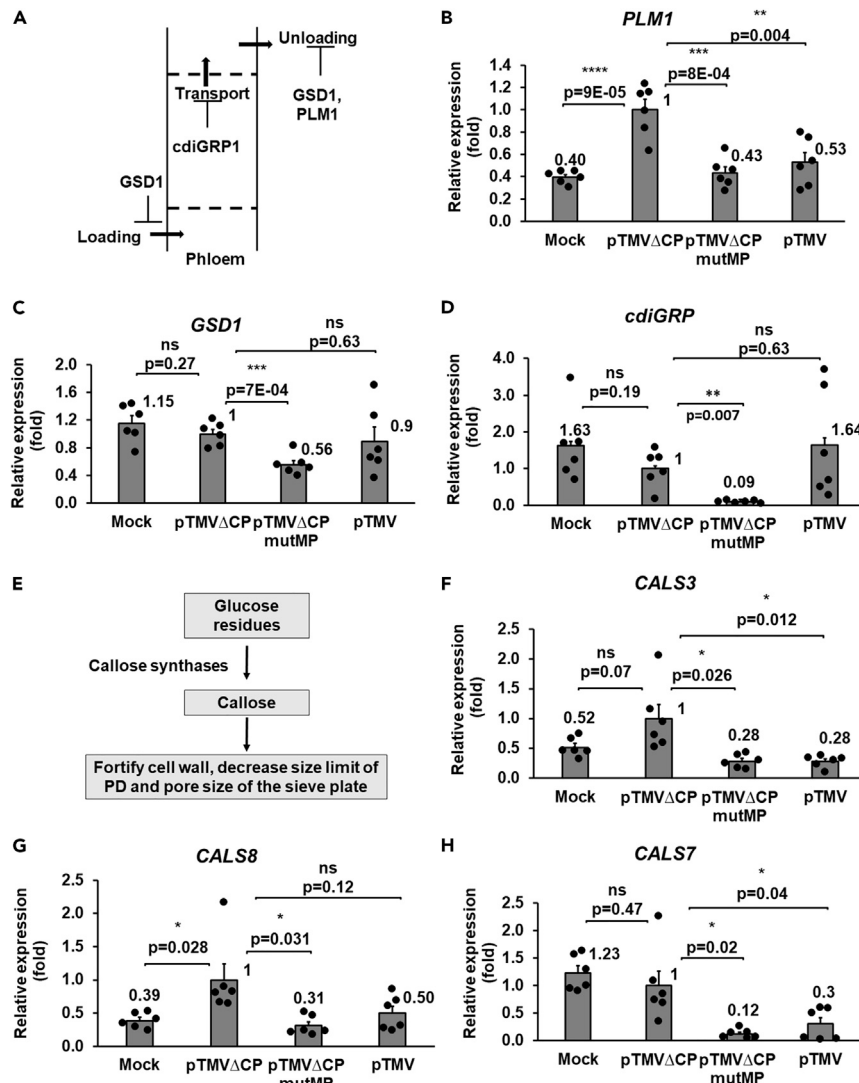 A
Unloading
GSD1,
PLM1
Transport
cdiGRP1
GSD1
Loading
Phloem
B
PLM1
**
p=0.004
***
p=8E-04
****
p=9E-05
Relative expression
(fold)
1.4
1.2
1.0
0.8
0.6
0.4
0.2
0.0
0.40
1
0.43
0.53
Mock
pTMVΔCP
pTMVΔCP
mutMP
pTMV
C
GSD1
ns
p=0.63
ns
p=0.27
***
p=7E-04
Relative expression
(fold)
2.0
1.6
1.2
0.8
0.4
0.0
1.15
1
0.56
0.9
Mock
pTMVΔCP
pTMVΔCP
mutMP
pTMV
D
cdiGRP
ns
p=0.63
ns
p=0.19
**
p=0.007
Relative expression
(fold)
4.0
3.0
2.0
1.0
0.0
1.63
1
0.09
1.64
Mock
pTMVΔCP
pTMVΔCP
mutMP
pTMV
E
Glucose
residues
Callose synthases
Callose
Fortify cell wall, decrease size limit of
PD and pore size of the sieve plate
F
CALS3
*
p=0.012
ns
p=0.07
*
p=0.026
Relative expression
(fold)
2.5
2.0
1.5
1.0
0.5
0.0
0.52
1
0.28
0.28
Mock
pTMVΔCP
pTMVΔCP
mutMP
pTMV
G
CALS8
ns
p=0.12
*
p=0.028
*
p=0.031
Relative expression
(fold)
2.5
2.0
1.5
1.0
0.5
0.0
0.39
1
0.31
0.50
Mock
pTMVΔCP
pTMVΔCP
mutMP
pTMV
H
CALS7
*
p=0.04
ns
p=0.47
*
p=0.02
Relative expression
(fold)
2.5
2.0
1.5
1.0
0.5
0.0
1.23
1
0.12
0.3
Mock
pTMVΔCP
pTMVΔCP
mutMP
pTMV